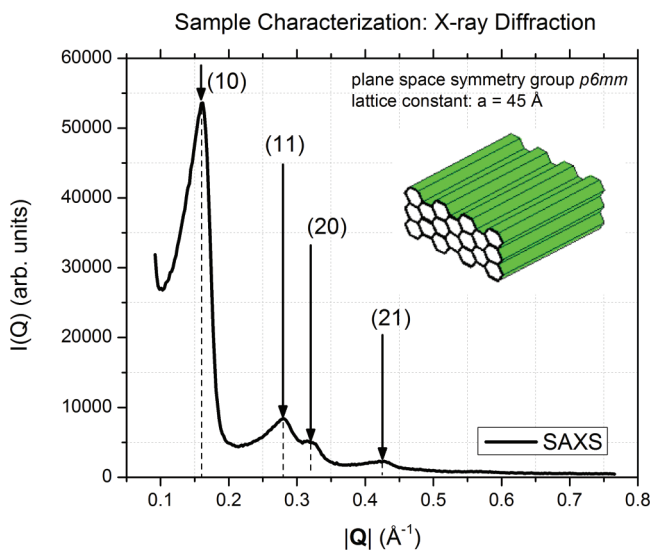 Sample Characterization: X-ray Diffraction
60000
50000
40000
30000
20000
10000
0
I(Q) (arb. units)
(10)
(11)
(20)
(21)
plane space symmetry group p6mm
lattice constant: a = 45 Å
SAXS
0.1 0.2 0.3 0.4 0.5 0.6 0.7 0.8
|Q| (Å⁻¹)